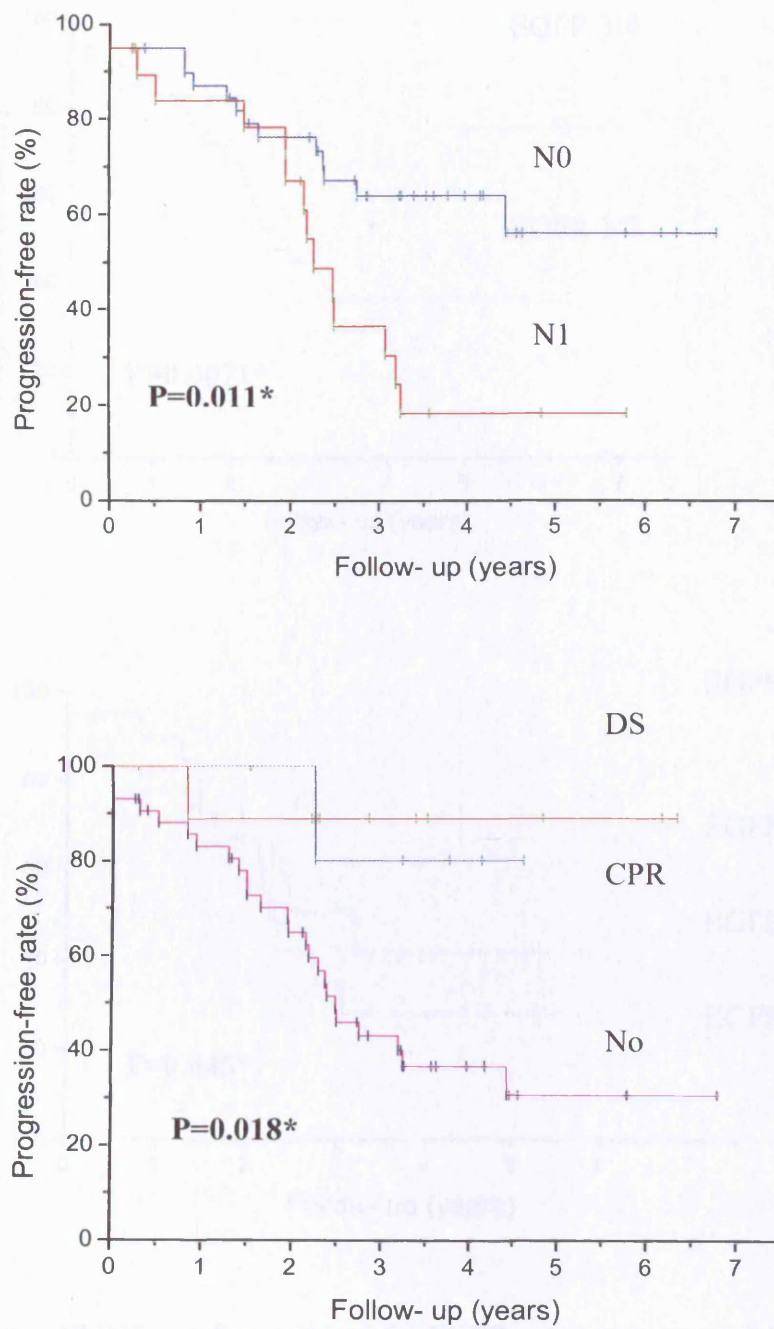 100
80
60
40
20
0
Progression-free rate (%)
N0
N1
P=0.011*
0 1 2 3 4 5 6 7
Follow- up (years)
DS
100
80
60
40
20
0
Progression-free rate (%)
CPR
No
P=0.018*
0 1 2 3 4 5 6 7
Follow- up (years)